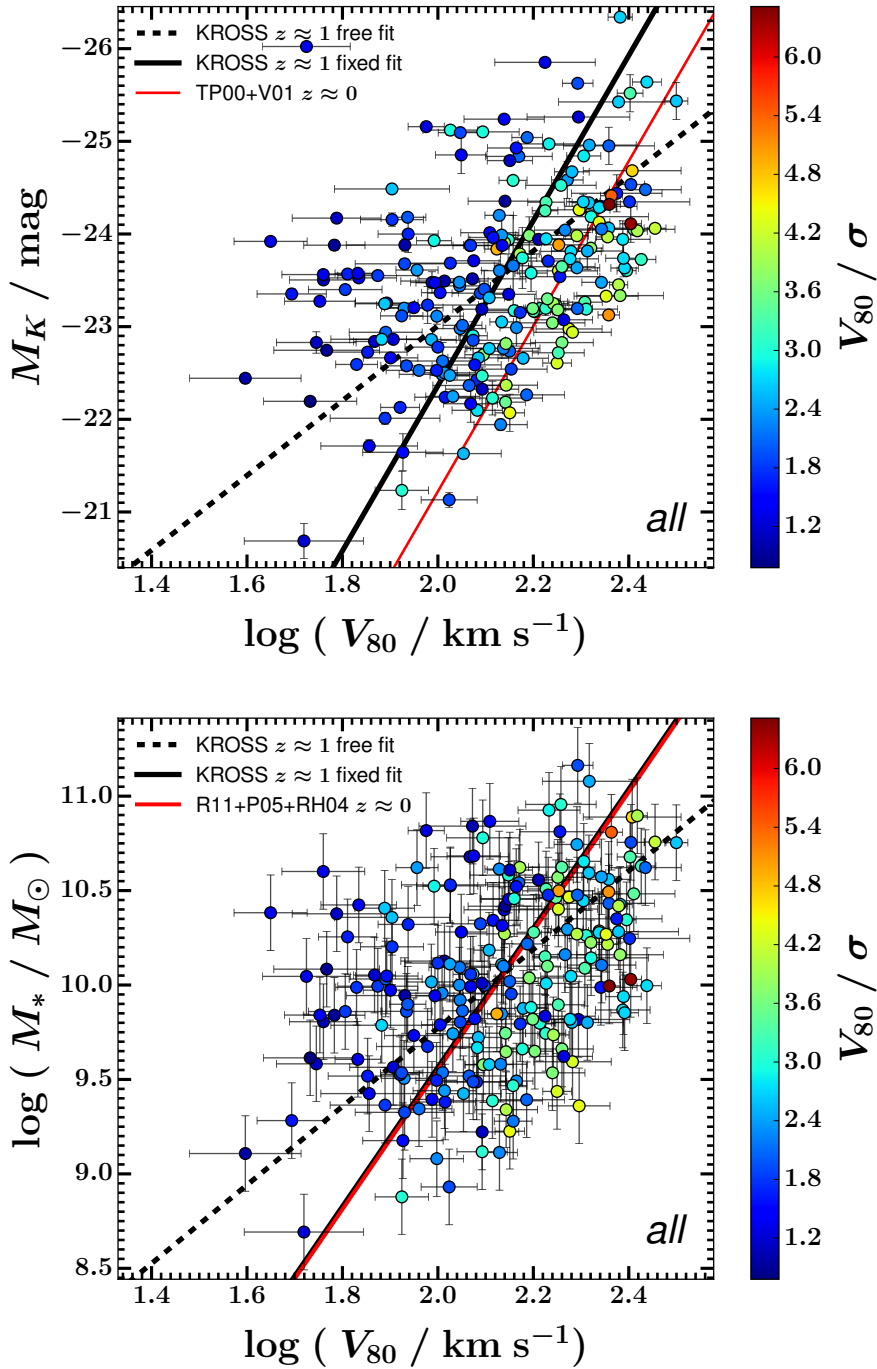 KROSS z ≈ 1 free fit
KROSS z ≈ 1 fixed fit
TP00+V01 z ≈ 0
−26
−25
−24
−23
−22
−21
M_K / mag
all
1.4 1.6 1.8 2.0 2.2 2.4
log ( V_80 / km s^−1)
6.0
5.4
4.8
4.2
3.6
3.0
2.4
1.8
1.2
V_80 / σ
KROSS z ≈ 1 free fit
KROSS z ≈ 1 fixed fit
R11+P05+RH04 z ≈ 0
11.0
10.5
10.0
9.5
9.0
8.5
log ( M_* / M_⊙)
all
1.4 1.6 1.8 2.0 2.2 2.4
log ( V_80 / km s^−1)
6.0
5.4
4.8
4.2
3.6
3.0
2.4
1.8
1.2
V_80 / σ